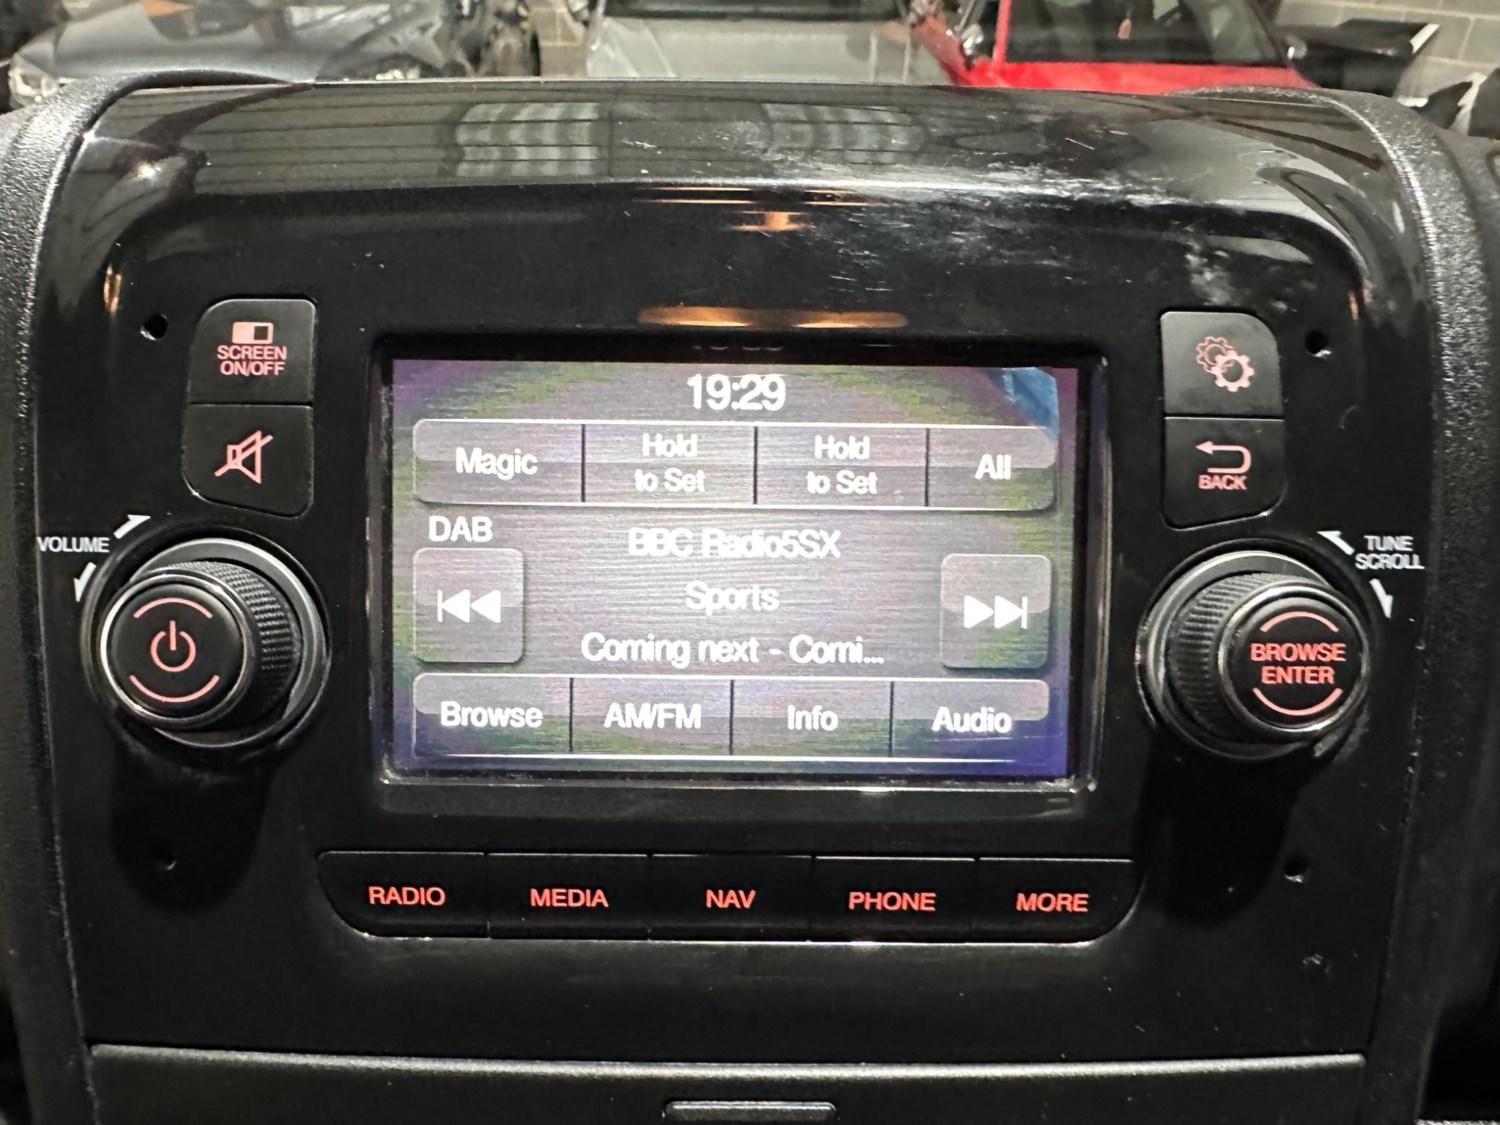 19:29
SCREEN
ON/OFF
Magic
Hold
to Set
Hold
to Set
All
BACK
VOLUME
DAB
BBC Radio5SX
TUNE
SCROLL
Sports
Coming next - Comi...
BROWSE
ENTER
Browse
AM/FM
Info
Audio
RADIO
MEDIA
NAV
PHONE
MORE